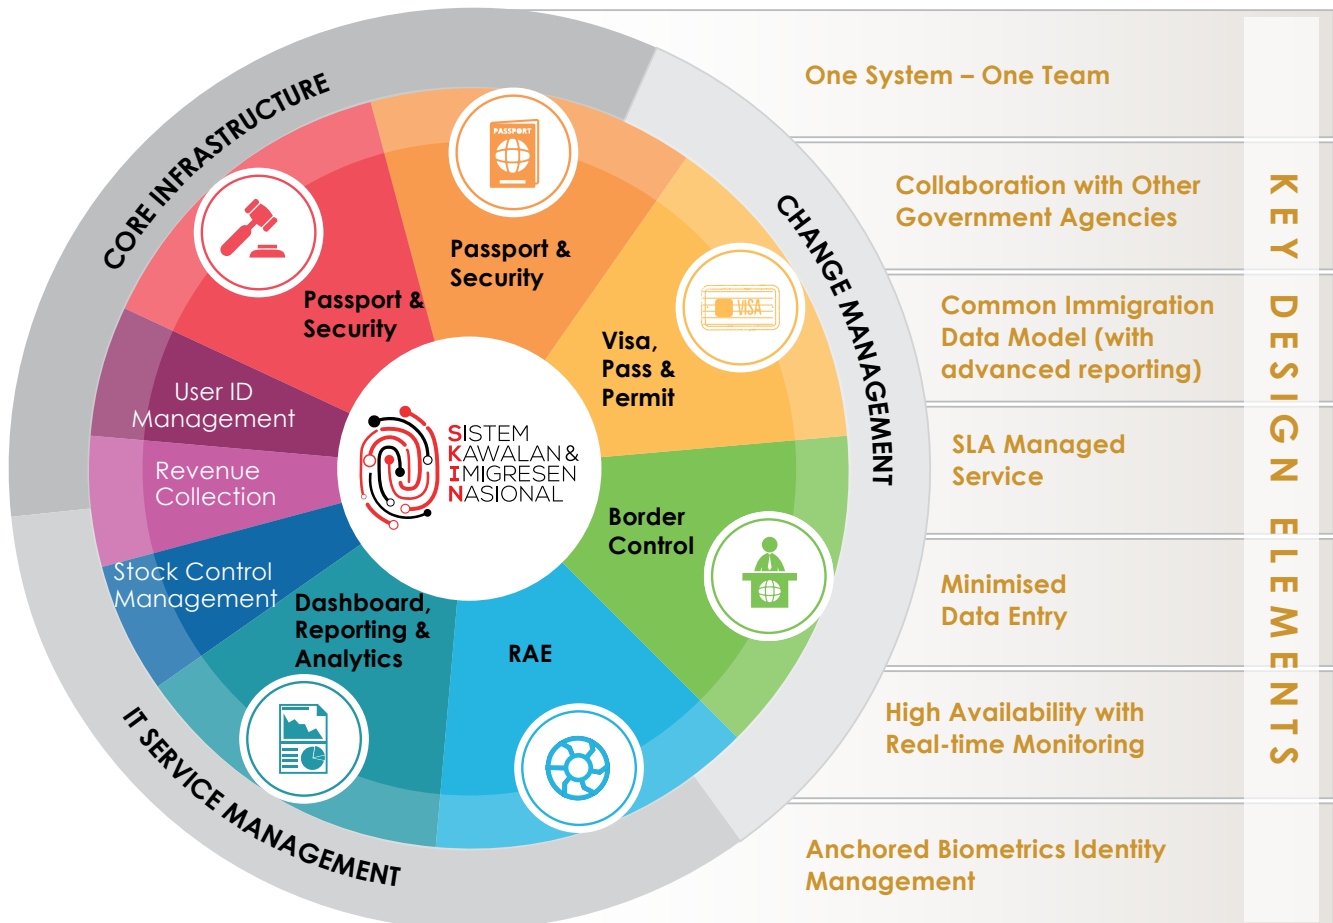 CORE INFRASTRUCTURE
CHANGE MANAGEMENT
IT SERVICE MANAGEMENT
PASSPORT
Passport &
Security
Passport &
Security
VISA
Visa,
Pass &
Permit
Border
Control
RAE
Dashboard,
Reporting &
Analytics
Stock Control
Management
Revenue
Collection
User ID
Management
SISTEM
KAWALAN &
IMIGRESEN
NASIONAL
One System – One Team
Collaboration with Other
Government Agencies
Common Immigration
Data Model (with
advanced reporting)
SLA Managed
Service
Minimised
Data Entry
High Availability with
Real-time Monitoring
Anchored Biometrics Identity
Management
KEY DESIGN ELEMENTS